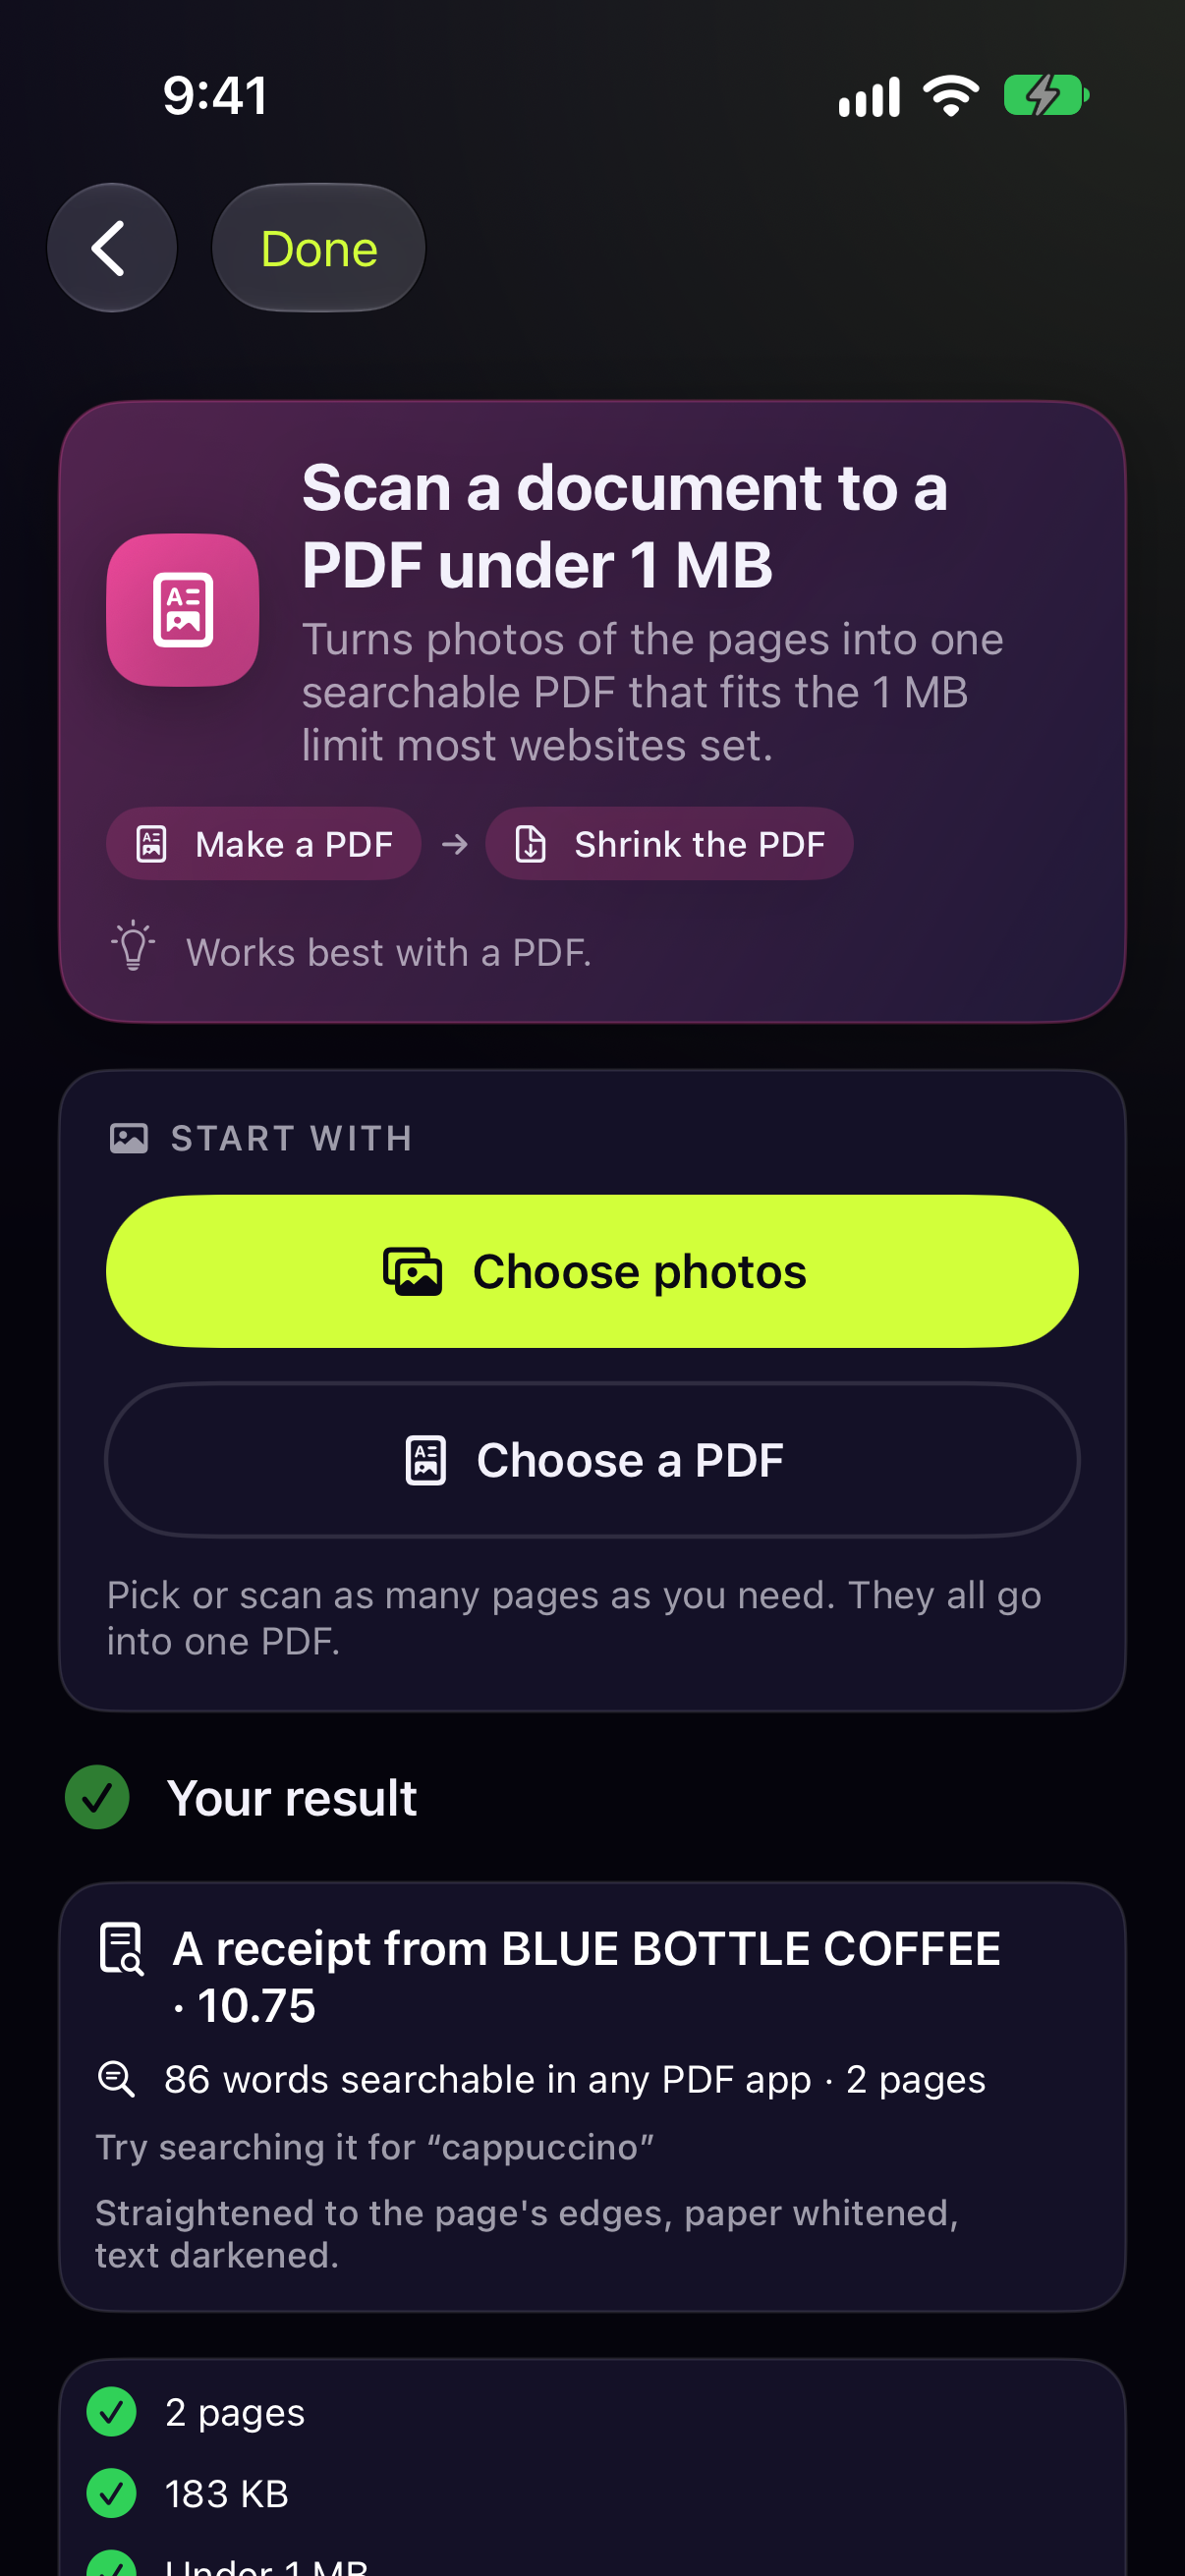 9:41
Done
Scan a document to a
PDF under 1 MB
Turns photos of the pages into one
searchable PDF that fits the 1 MB
limit most websites set.
Make a PDF → Shrink the PDF
Works best with a PDF.
START WITH
Choose photos
Choose a PDF
Pick or scan as many pages as you need. They all go
into one PDF.
Your result
A receipt from BLUE BOTTLE COFFEE
· 10.75
86 words searchable in any PDF app · 2 pages
Try searching it for “cappuccino”
Straightened to the page's edges, paper whitened,
text darkened.
2 pages
183 KB
Under 1 MB